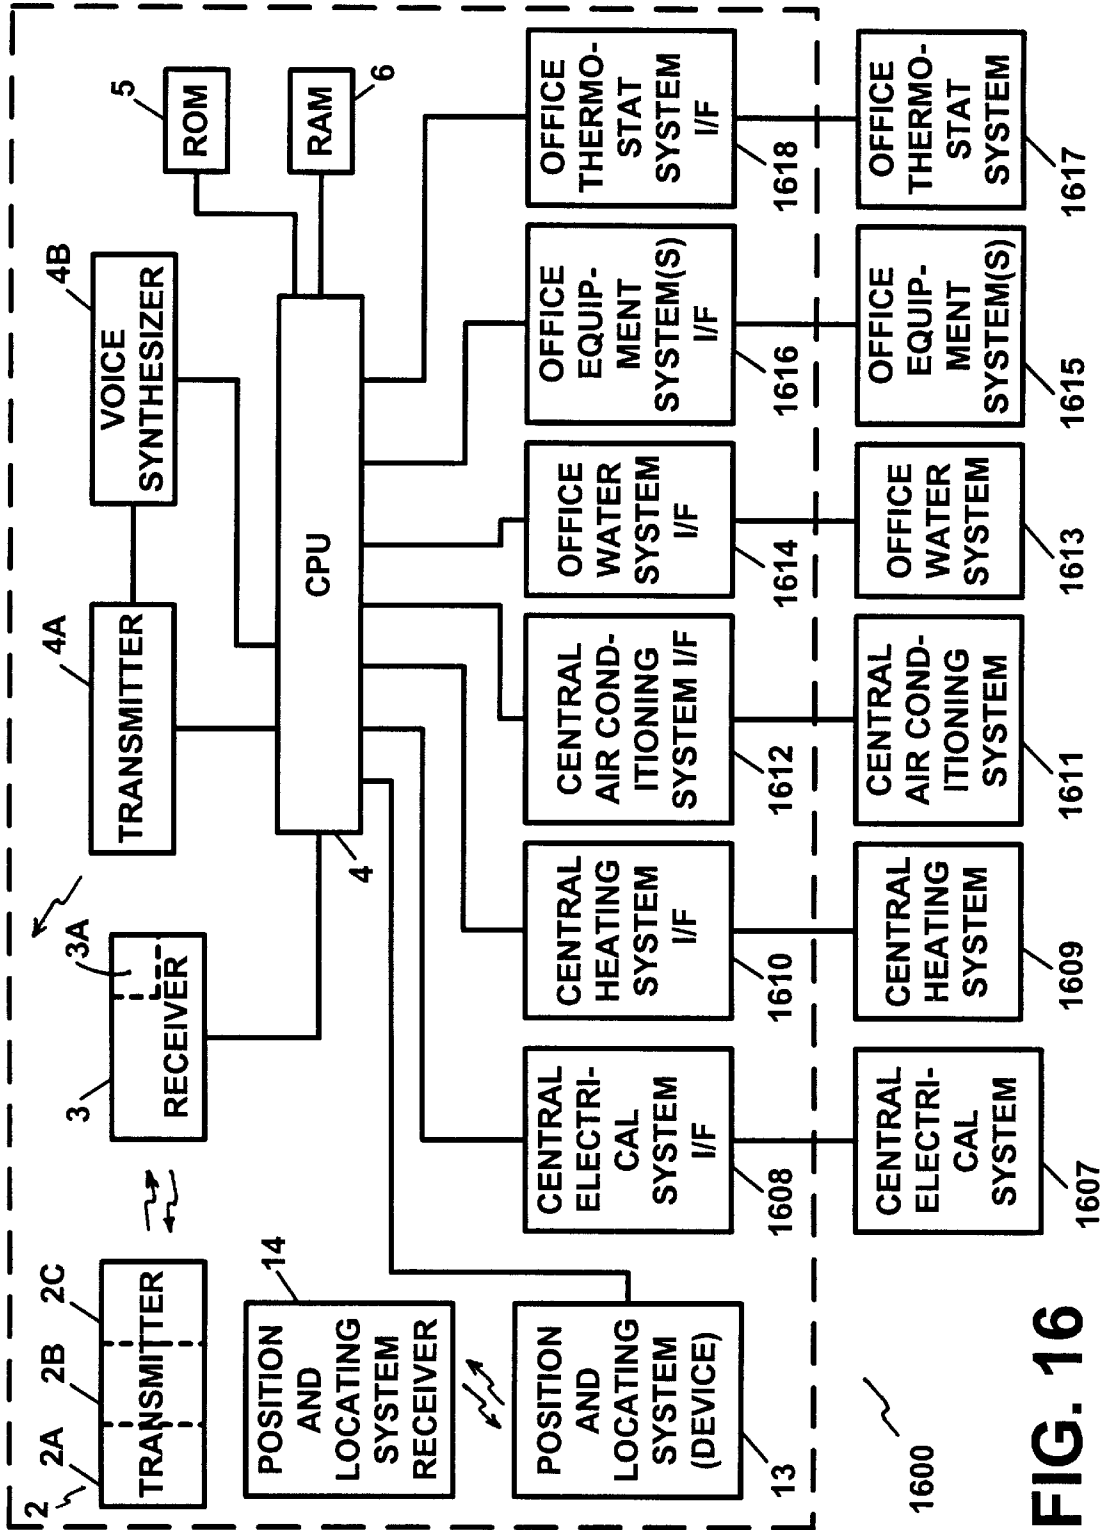 2
2A
2B
2C
TRANSMITTER
3
3A
RECEIVER
4A
TRANSMITTER
4B
VOICE
SYNTHESIZER
5
ROM
6
RAM
CPU
4
14
POSITION
AND
LOCATING
SYSTEM
RECEIVER
POSITION
AND
LOCATING
SYSTEM
(DEVICE)
13
CENTRAL
ELECTRI-
CAL
SYSTEM
I/F
1608
CENTRAL
HEATING
SYSTEM
I/F
1610
CENTRAL
AIR COND-
ITIONING
SYSTEM I/F
1612
OFFICE
WATER
SYSTEM
I/F
1614
OFFICE
EQUIP-
MENT
SYSTEM(S)
I/F
1616
OFFICE
THERMO-
STAT
SYSTEM
I/F
1618
CENTRAL
ELECTRI-
CAL
SYSTEM
1607
CENTRAL
HEATING
SYSTEM
1609
CENTRAL
AIR COND-
ITIONING
SYSTEM
1611
OFFICE
WATER
SYSTEM
1613
OFFICE
EQUIP-
MENT
SYSTEM(S)
1615
OFFICE
THERMO-
STAT
SYSTEM
1617
1600
FIG. 16